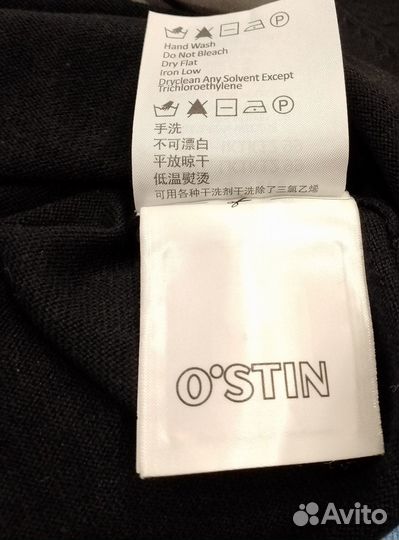 Hand Wash
Do Not Bleach
Dry Flat
Iron Low
Dryclean Any Solvent Except
Trichloroethylene
P
手洗
不可漂白
平放晾干
低温熨烫
可用各种干洗剂干洗除了三氯乙烯
O'STIN
Avito